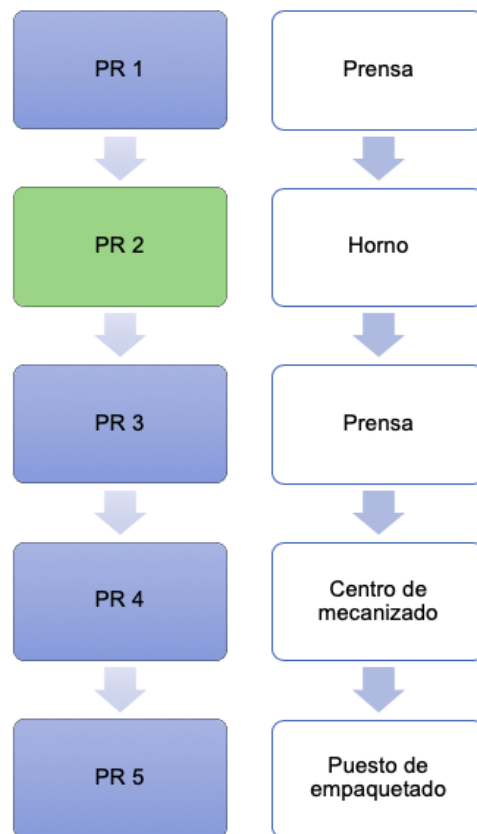 PR 1
Prensa
PR 2
Horno
PR 3
Prensa
PR 4
Centro de
mecanizado
PR 5
Puesto de
empaquetado